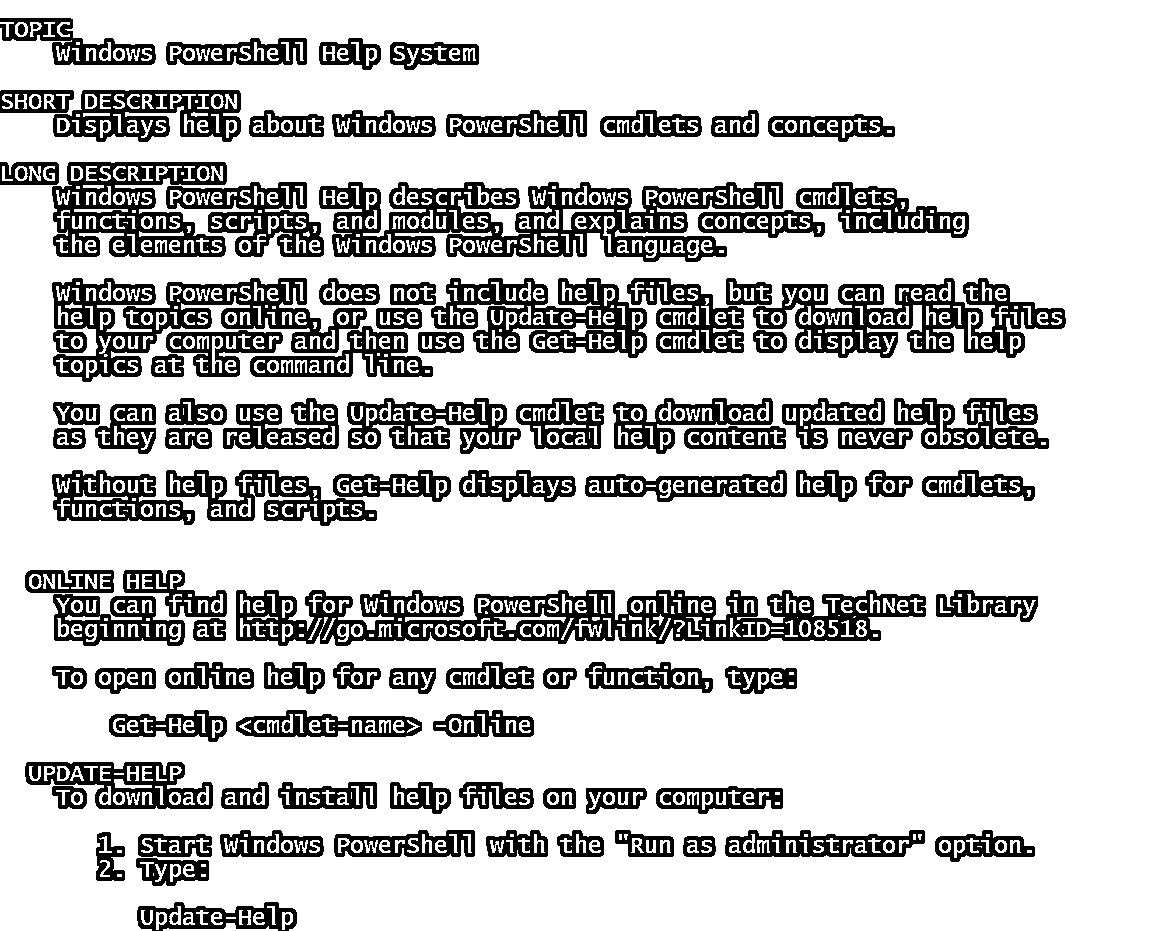 TOPIC
Windows PowerShell Help System
SHORT DESCRIPTION
Displays help about Windows PowerShell cmdlets and concepts.
LONG DESCRIPTION
Windows PowerShell Help describes Windows PowerShell cmdlets,
functions, scripts, and modules, and explains concepts, including
the elements of the Windows PowerShell language.
Windows PowerShell does not include help files, but you can read the
help topics online, or use the Update-Help cmdlet to download help files
to your computer and then use the Get-Help cmdlet to display the help
topics at the command line.
You can also use the Update-Help cmdlet to download updated help files
as they are released so that your local help content is never obsolete.
Without help files, Get-Help displays auto-generated help for cmdlets,
functions, and scripts.
ONLINE HELP
You can find help for Windows PowerShell online in the TechNet Library
beginning at http:///go.microsoft.com/fwlink/?LinkID=108518.
To open online help for any cmdlet or function, type:
Get-Help <cmdlet-name> -Online
UPDATE-HELP
To download and install help files on your computer:
1. Start Windows PowerShell with the "Run as administrator" option.
2. Type:
Update-Help